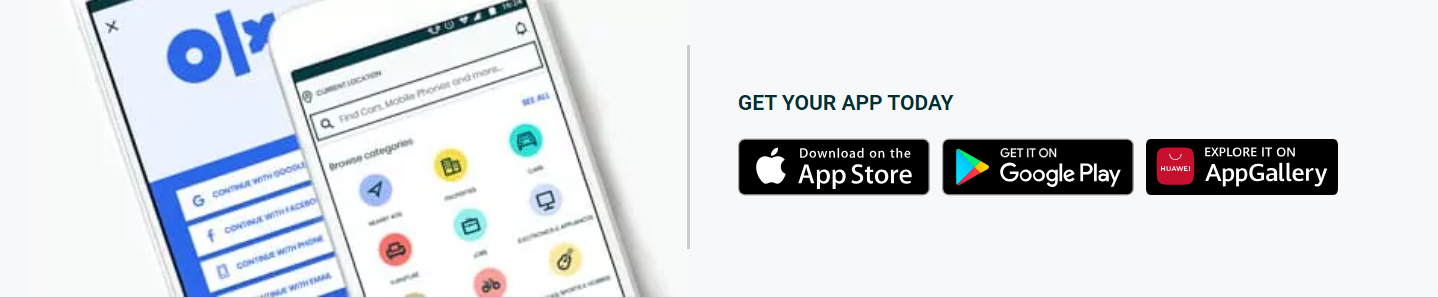 olx
CONTINUE WITH GOOGLE
CONTINUE WITH
CONTINUE WITH PHONE
CONTINUE WITH EMAIL
CURRENT LOCATION
Find Cars, Mobile Phones and more...
Browse categories
SEE ALL
NEARBY ADS
PROPERTIES
CARS
FURNITURE
JOBS
ELECTRONICS & APPLIANCES
SPORTS & HOBBIES
GET YOUR APP TODAY
Download on the
App Store
GET IT ON
Google Play
HUAWEI
EXPLORE IT ON
AppGallery